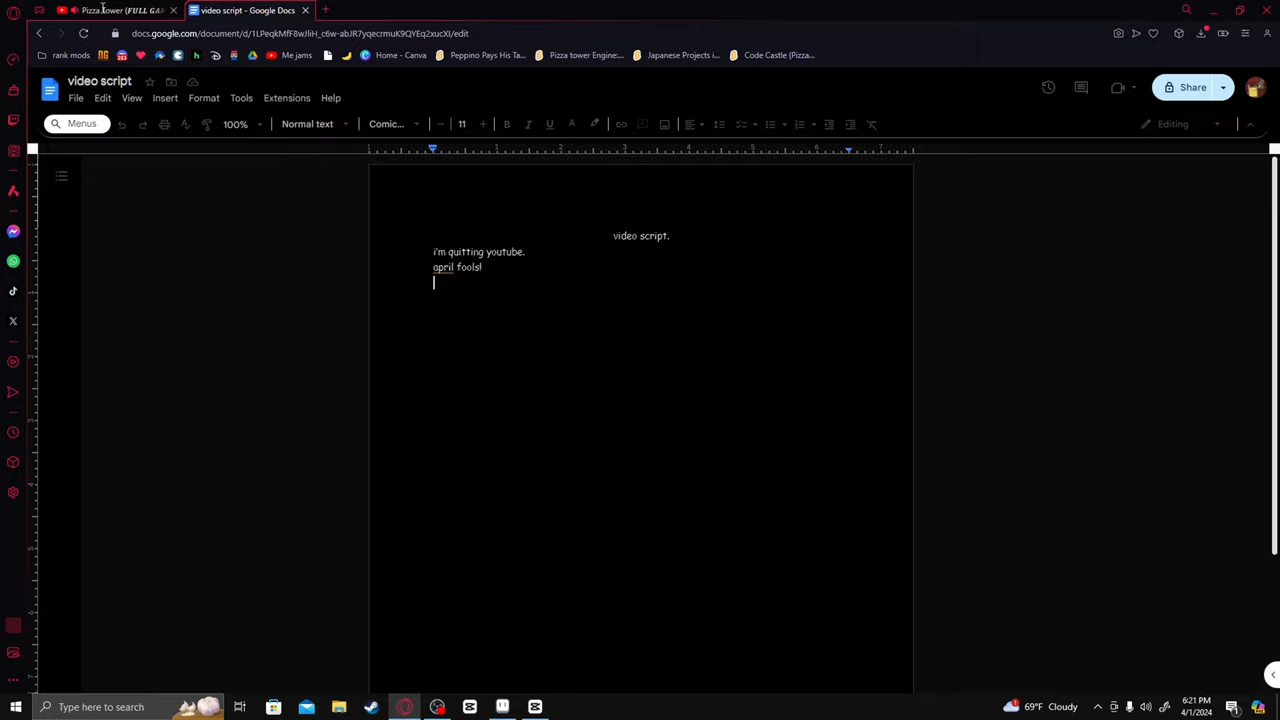 Pizza Tower (FULL GAM
video script - Google Docs
docs.google.com/document/d/1LPeqkMfF8wJliH_c6w-abJR7yqecrmuK9QYEq2xucXI/edit
rank mods
Me jams
Home - Canva
Peppino Pays His Ta...
Pizza tower Engine:...
Japanese Projects i...
Code Castle (Pizza...
video script
File Edit View Insert Format Tools Extensions Help
Share
Menus
100%
Normal text
Comic...
11
Editing
video script.
i'm quitting youtube.
april fools!
Type here to search
69°F Cloudy
6:21 PM
4/1/2024